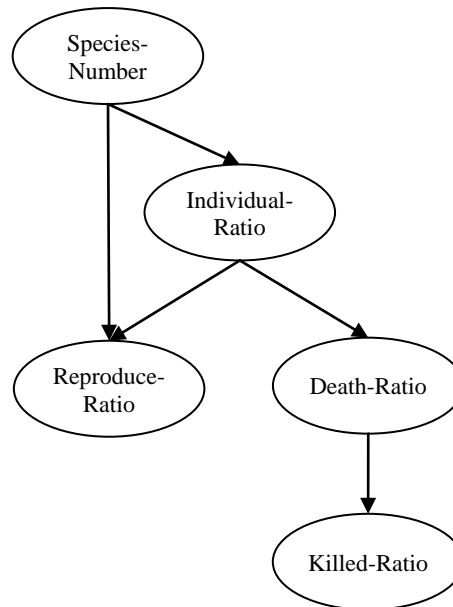 Species-
Number
Individual-
Ratio
Reproduce-
Ratio
Death-Ratio
Killed-Ratio